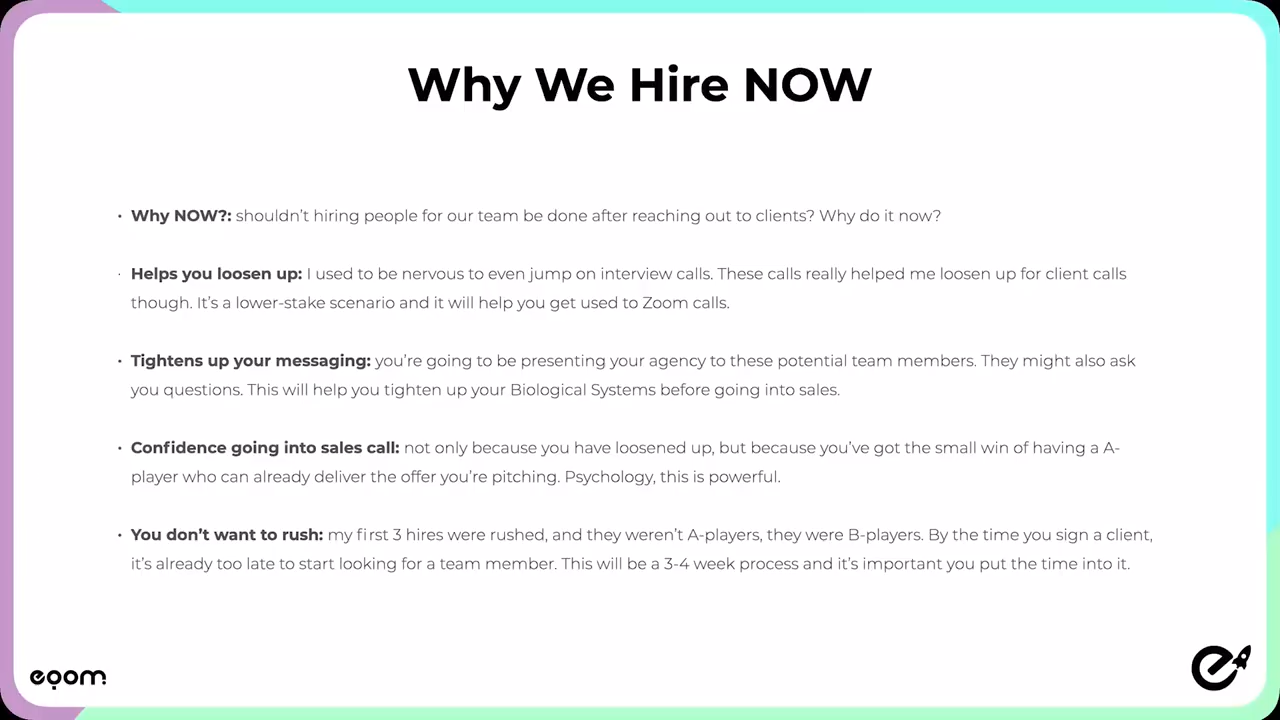 Why We Hire NOW
• Why NOW?: shouldn’t hiring people for our team be done after reaching out to clients? Why do it now?
• Helps you loosen up: I used to be nervous to even jump on interview calls. These calls really helped me loosen up for client calls
though. It’s a lower-stake scenario and it will help you get used to Zoom calls.
• Tightens up your messaging: you’re going to be presenting your agency to these potential team members. They might also ask
you questions. This will help you tighten up your Biological Systems before going into sales.
• Confidence going into sales call: not only because you have loosened up, but because you’ve got the small win of having a A-
player who can already deliver the offer you’re pitching. Psychology, this is powerful.
• You don’t want to rush: my first 3 hires were rushed, and they weren’t A-players, they were B-players. By the time you sign a client,
it’s already too late to start looking for a team member. This will be a 3-4 week process and it’s important you put the time into it.